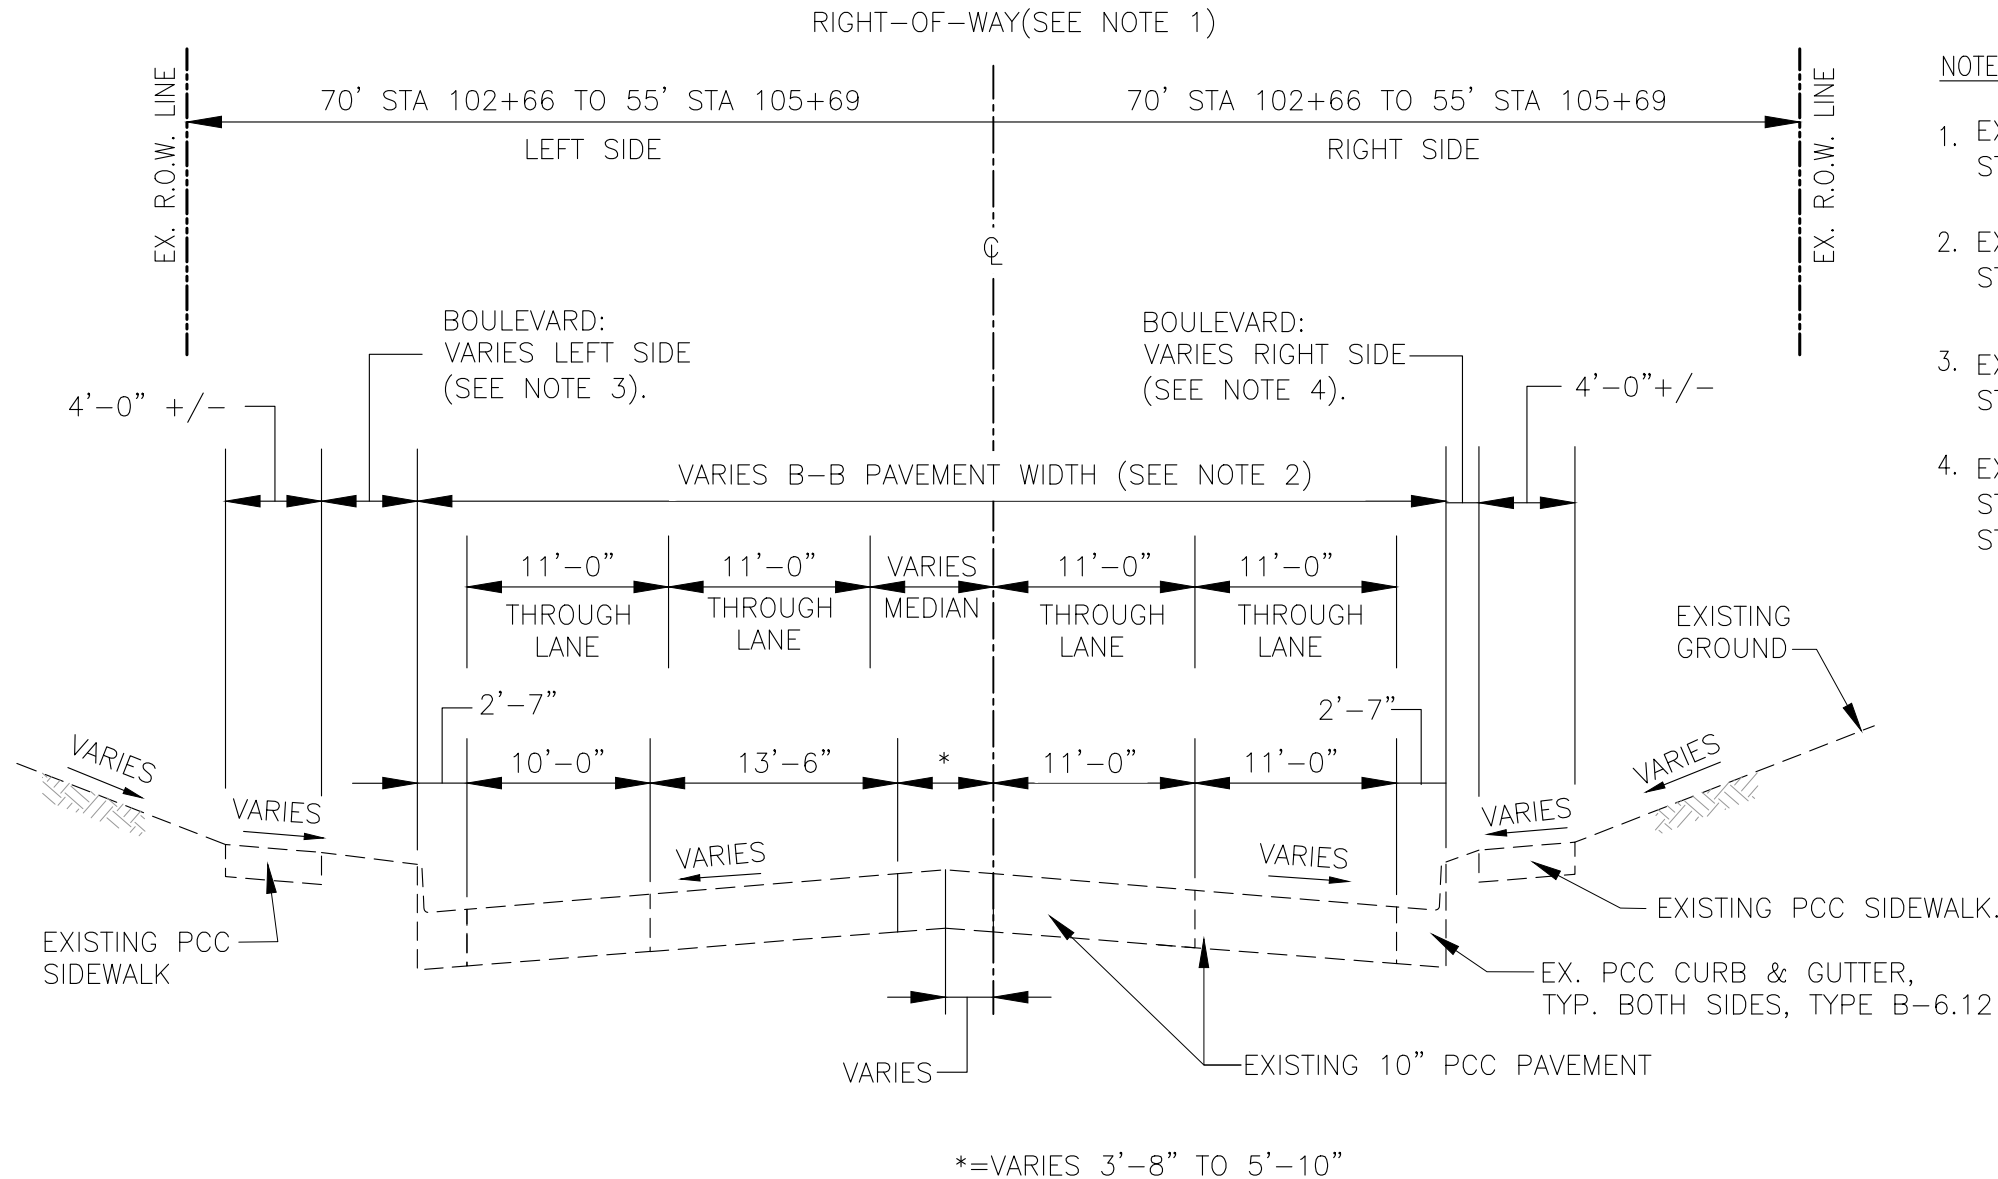 RIGHT-OF-WAY(SEE NOTE 1)
EX. R.O.W. LINE
70' STA 102+66 TO 55' STA 105+69
LEFT SIDE
70' STA 102+66 TO 55' STA 105+69
RIGHT SIDE
EX. R.O.W. LINE
NOTE
1.
ST
2.
ST
3.
ST
4.
ST
ST
BOULEVARD:
VARIES LEFT SIDE
(SEE NOTE 3).
BOULEVARD:
VARIES RIGHT SIDE
(SEE NOTE 4).
4'-0" +/-
4'-0"+/-
VARIES B-B PAVEMENT WIDTH (SEE NOTE 2)
11'-0"
THROUGH
LANE
11'-0"
THROUGH
LANE
VARIES
MEDIAN
11'-0"
THROUGH
LANE
11'-0"
THROUGH
LANE
EXISTING
GROUND
2'-7"
2'-7"
10'-0"
13'-6"
*
11'-0"
11'-0"
VARIES
VARIES
VARIES
VARIES
VARIES
VARIES
EXISTING PCC
SIDEWALK
EXISTING PCC SIDEWALK.
EX. PCC CURB & GUTTER,
TYP. BOTH SIDES, TYPE B-6.12
VARIES
EXISTING 10" PCC PAVEMENT
*=VARIES 3'-8" TO 5'-10"